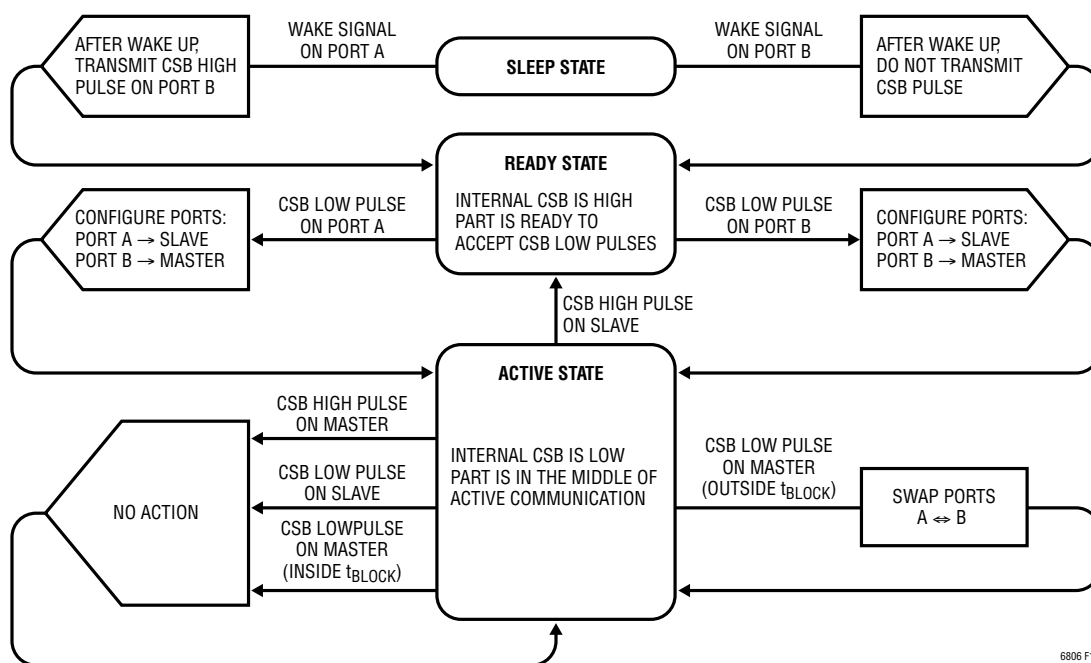 AFTER WAKE UP,
TRANSMIT CSB HIGH
PULSE ON PORT B
WAKE SIGNAL
ON PORT A
SLEEP STATE
WAKE SIGNAL
ON PORT B
AFTER WAKE UP,
DO NOT TRANSMIT
CSB PULSE
READY STATE
INTERNAL CSB IS HIGH
PART IS READY TO
ACCEPT CSB LOW PULSES
CONFIGURE PORTS:
PORT A → SLAVE
PORT B → MASTER
CSB LOW PULSE
ON PORT A
CSB LOW PULSE
ON PORT B
CONFIGURE PORTS:
PORT A → SLAVE
PORT B → MASTER
CSB HIGH PULSE
ON SLAVE
ACTIVE STATE
INTERNAL CSB IS LOW
PART IS IN THE MIDDLE OF
ACTIVE COMMUNICATION
CSB HIGH PULSE
ON MASTER
CSB LOW PULSE
ON SLAVE
CSB LOWPULSE
ON MASTER
(INSIDE tBLOCK)
NO ACTION
CSB LOW PULSE
ON MASTER
(OUTSIDE tBLOCK)
SWAP PORTS
A ⇔ B
6806